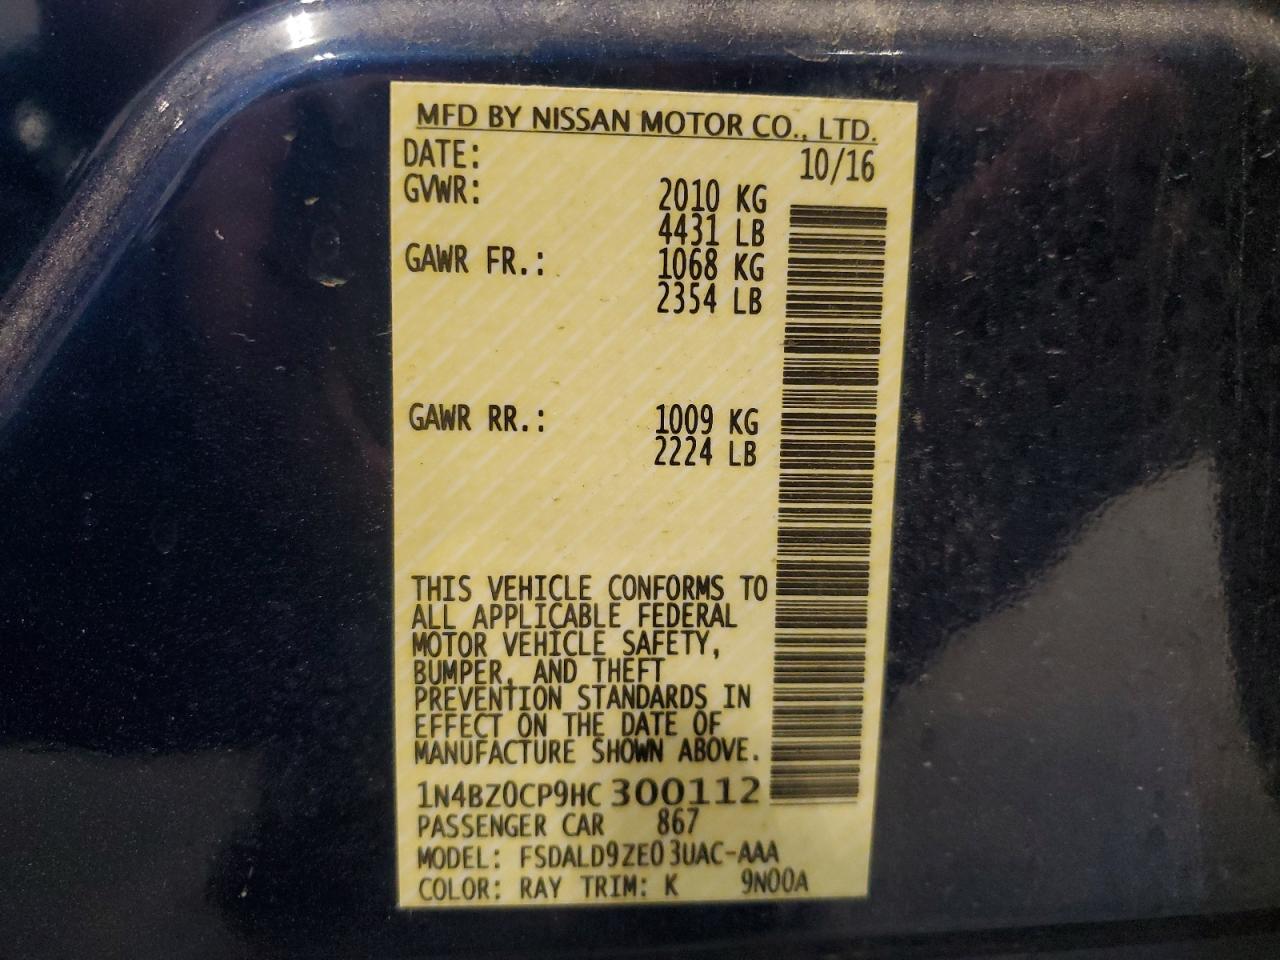 MFD BY NISSAN MOTOR CO., LTD.
DATE: 10/16
GVWR: 2010 KG
4431 LB
GAWR FR.: 1068 KG
2354 LB
GAWR RR.: 1009 KG
2224 LB
THIS VEHICLE CONFORMS TO
ALL APPLICABLE FEDERAL
MOTOR VEHICLE SAFETY,
BUMPER, AND THEFT
PREVENTION STANDARDS IN
EFFECT ON THE DATE OF
MANUFACTURE SHOWN ABOVE.
1N4BZ0CP9HC 300112
PASSENGER CAR 867
MODEL: FSDALD9ZE03UAC-AAA
COLOR: RAY TRIM: K 9N00A